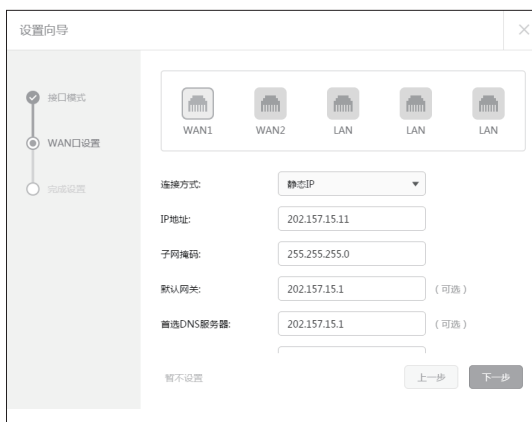 设置向导
接口模式
WAN口设置
完成设置
WAN1 WAN2 LAN LAN LAN
连接方式: 静态IP
IP地址: 202.157.15.11
子网掩码: 255.255.255.0
默认网关: 202.157.15.1 (可选)
首选DNS服务器: 202.157.15.1 (可选)
暂不设置 上一步 下一步